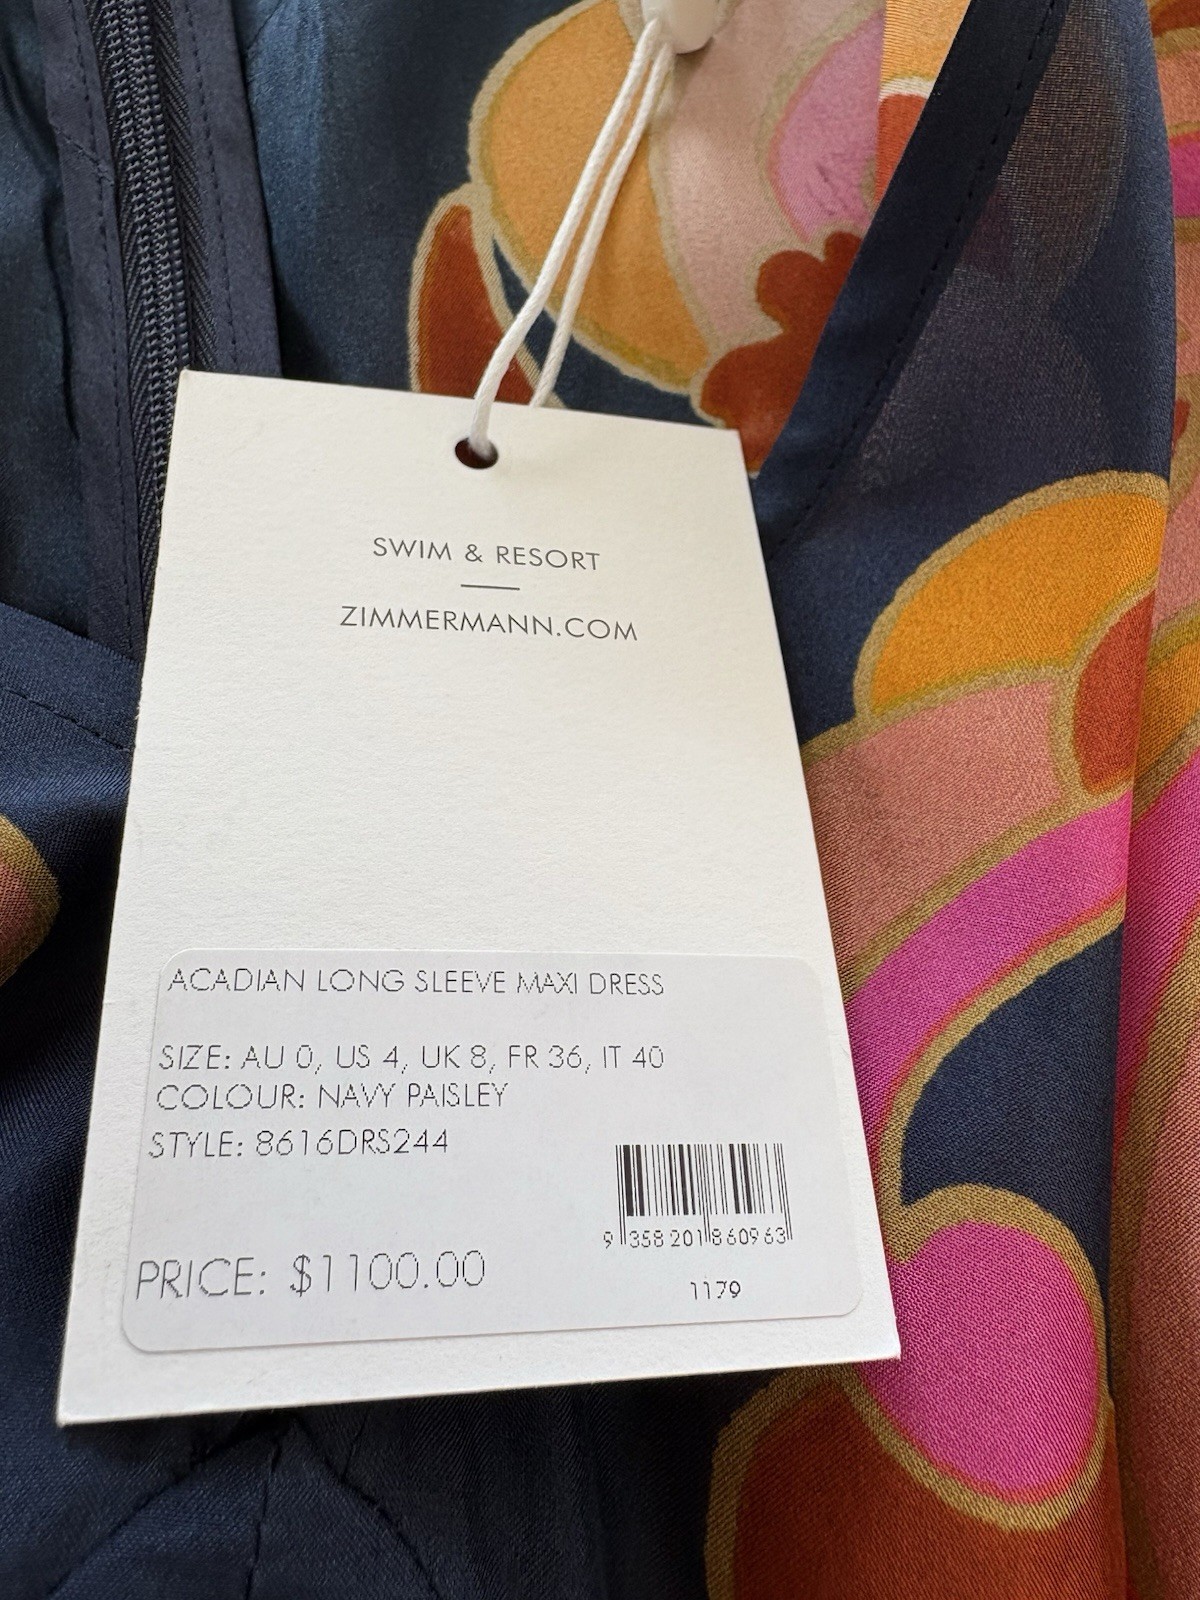 SWIM & RESORT
ZIMMERMANN.COM
ACADIAN LONG SLEEVE MAXI DRESS
SIZE: AU 0, US 4, UK 8, FR 36, IT 40
COLOUR: NAVY PAISLEY
STYLE: 8616DRS244
9 358201 860963
PRICE: $1100.00
1179